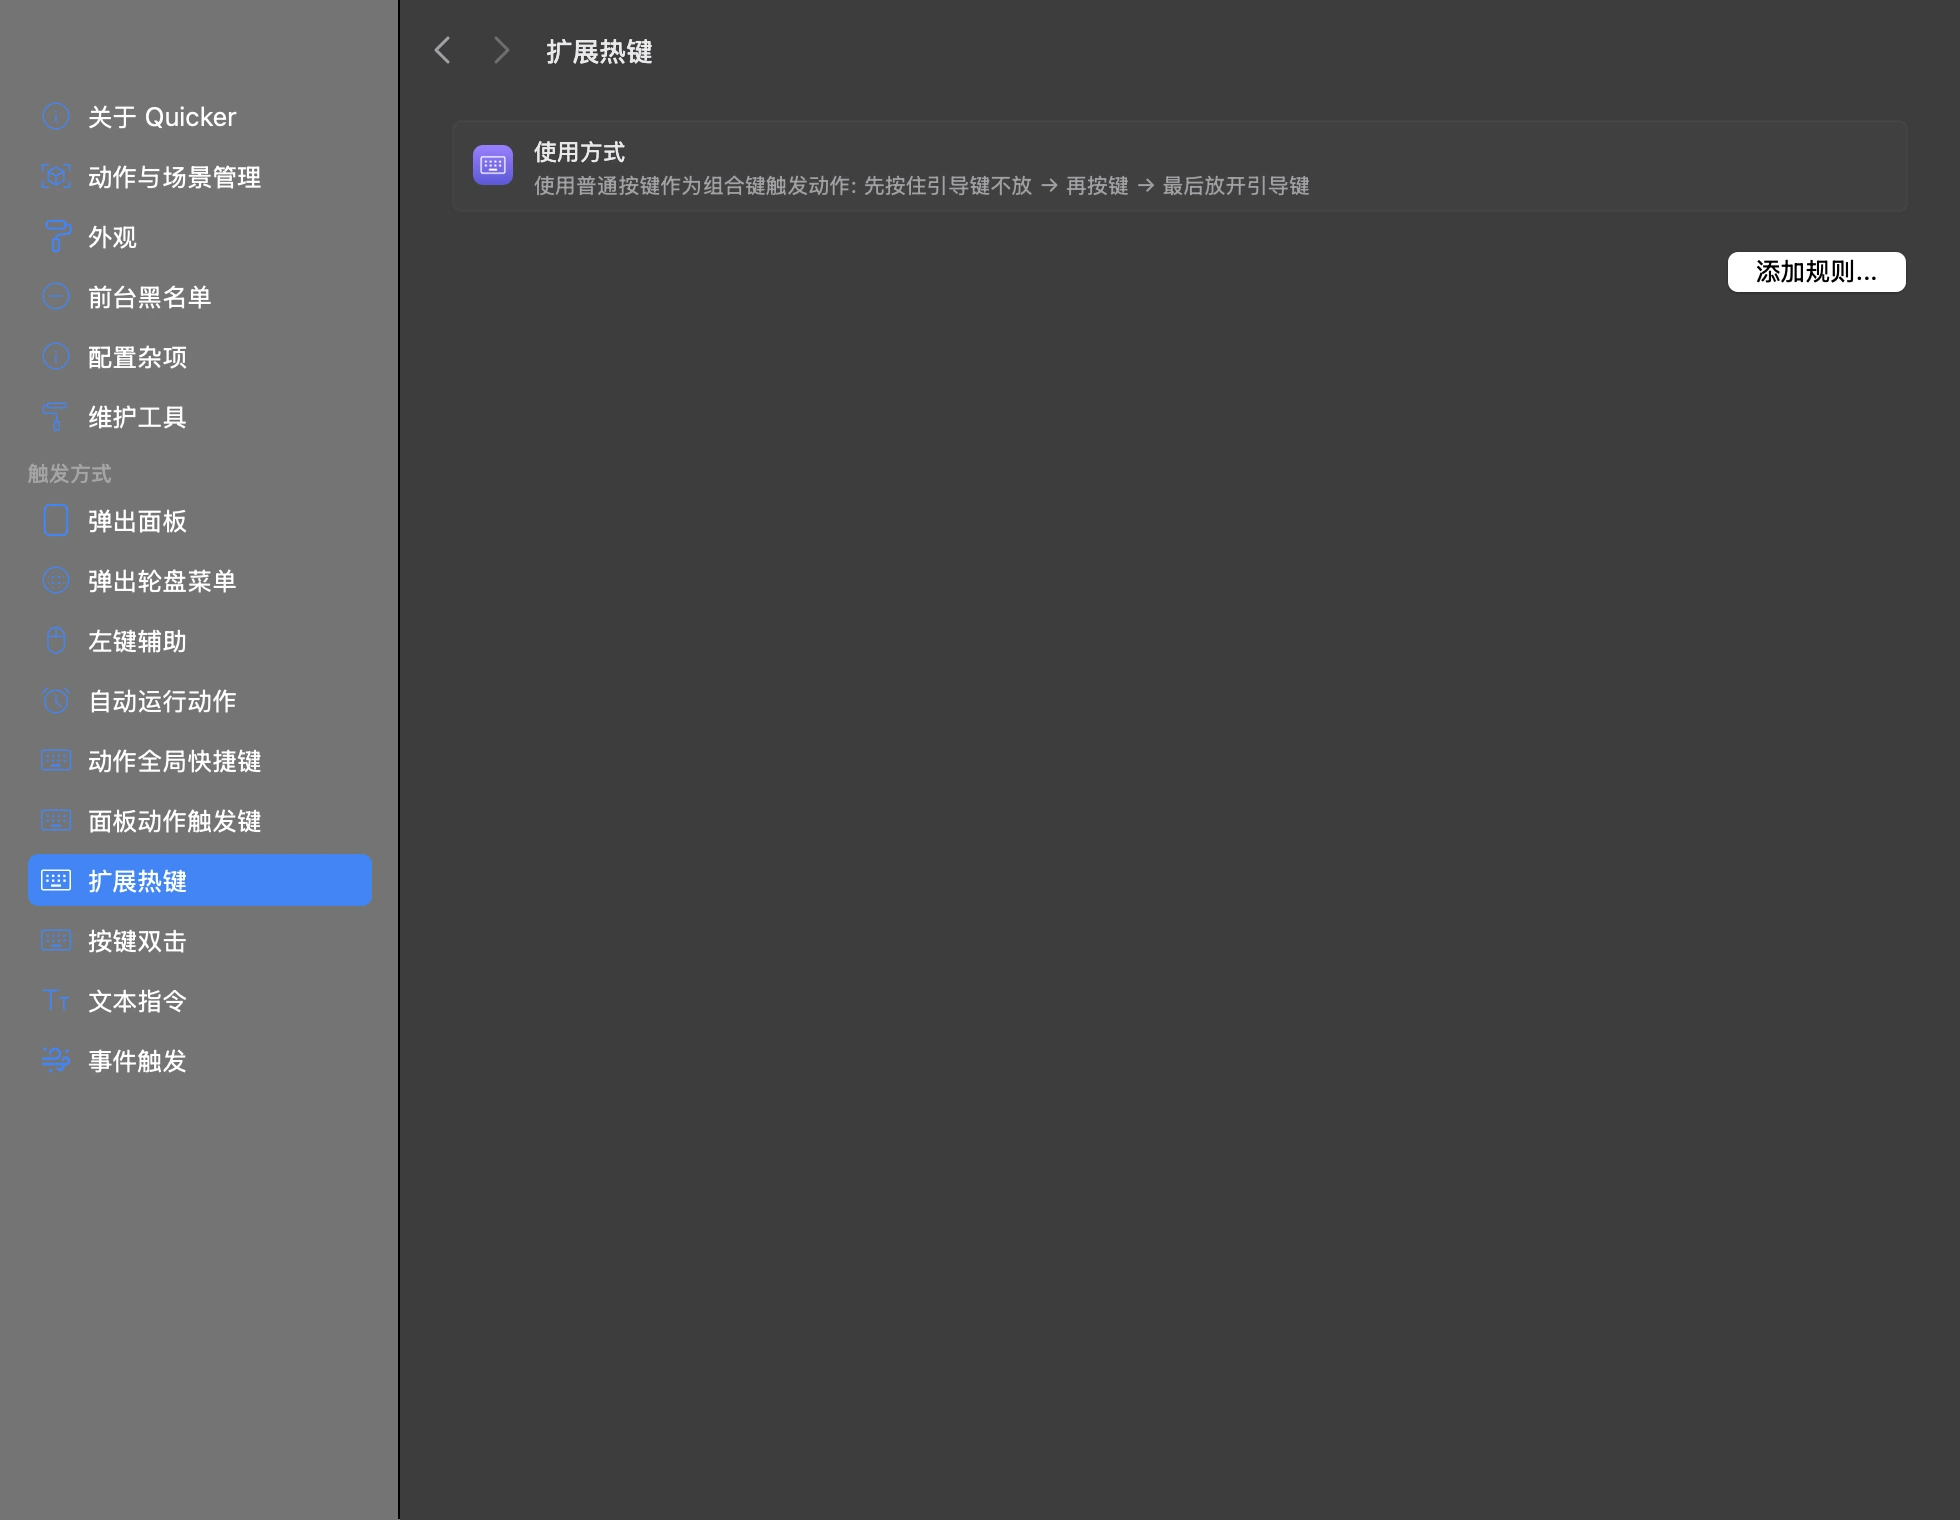 扩展热键
关于 Quicker
动作与场景管理
外观
前台黑名单
配置杂项
维护工具
触发方式
弹出面板
弹出轮盘菜单
左键辅助
自动运行动作
动作全局快捷键
面板动作触发键
扩展热键
按键双击
文本指令
事件触发
使用方式
使用普通按键作为组合键触发动作: 先按住引导键不放 → 再按键 → 最后放开引导键
添加规则...